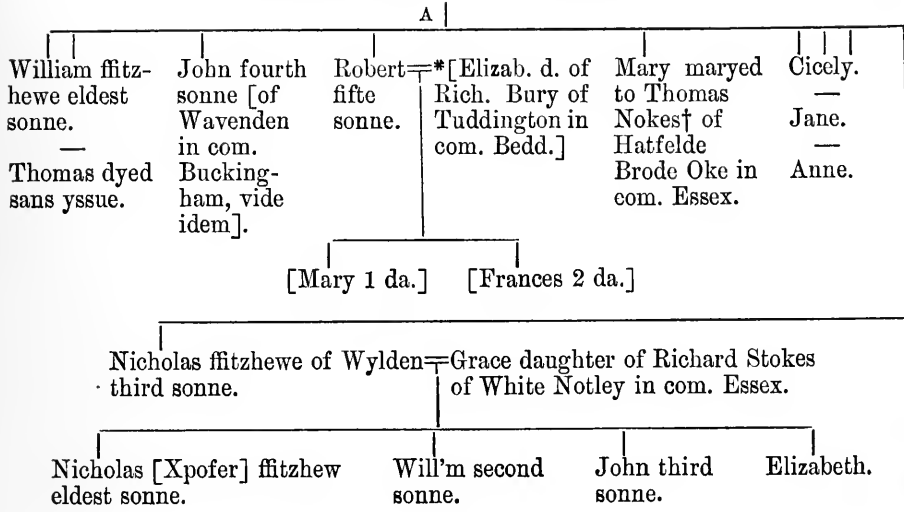 A
William ffitz-
hewe eldest
sonne.
—
Thomas dyed
sans yssue.
John fourth
sonne [of
Wavenden
in com.
Bucking-
ham, vide
idem].
Robert=*[Elizab. d. of
fifte
sonne.
Rich. Bury of
Tuddington in
com. Bedd.]
Mary maryed
to Thomas
Nokes† of
Hatfelde
Brode Oke in
com. Essex.
Cicely.
—
Jane.
—
Anne.
[Mary 1 da.] [Frances 2 da.]
Nicholas ffitzhewe of Wylden=Grace daughter of Richard Stokes
third sonne. of White Notley in com. Essex.
Nicholas [Xpofer] ffitzhew
eldest sonne.
Will'm second
sonne.
John third
sonne.
Elizabeth.